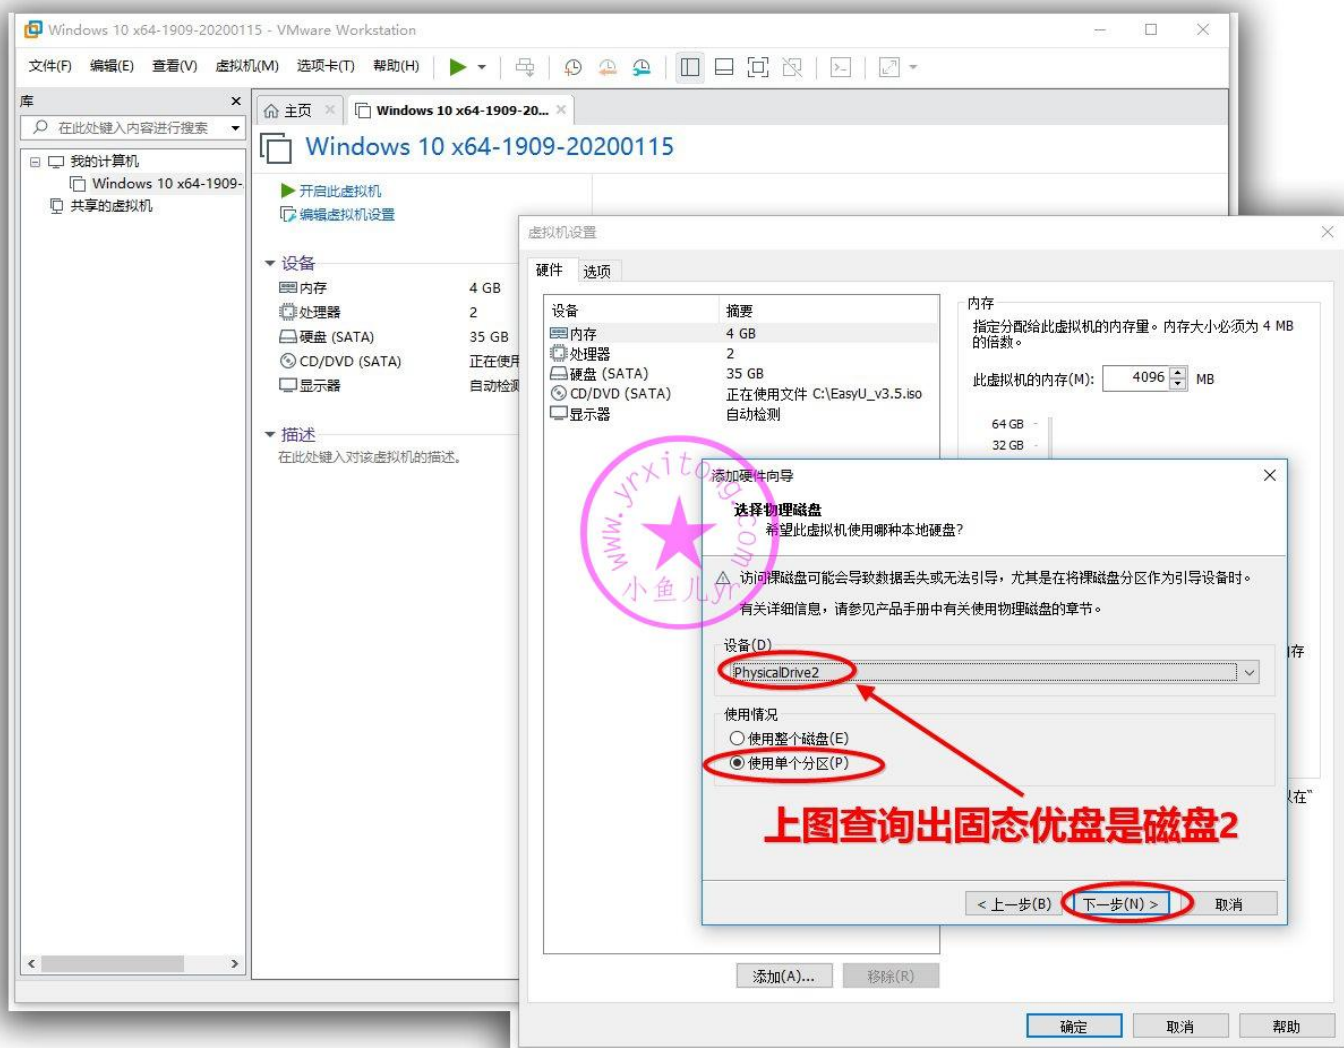 Windows 10 x64-1909-20200115 - VMware Workstation
文件(F) 编辑(E) 查看(V) 虚拟机(M) 选项卡(T) 帮助(H)
库
在此处键入内容进行搜索
我的计算机
Windows 10 x64-1909-
共享的虚拟机
主页
Windows 10 x64-1909-20...
Windows 10 x64-1909-20200115
开启此虚拟机
编辑虚拟机设置
设备
内存 4 GB
处理器 2
硬盘 (SATA) 35 GB
CD/DVD (SATA) 正在使用
显示器 自动检测
描述
在此处键入对该虚拟机的描述。
虚拟机设置
硬件 选项
设备 摘要
内存 4 GB
处理器 2
硬盘 (SATA) 35 GB
CD/DVD (SATA) 正在使用文件 C:\EasyU_v3.5.iso
显示器 自动检测
内存
指定分配给此虚拟机的内存量。内存大小必须为 4 MB
的倍数。
此虚拟机的内存(M): 4096 MB
64 GB
32 GB
添加硬件向导
选择物理磁盘
希望此虚拟机使用哪种本地硬盘?
访问裸磁盘可能会导致数据丢失或无法引导，尤其是在将裸磁盘分区作为引导设备时。
有关详细信息，请参见产品手册中有关使用物理磁盘的章节。
设备(D)
PhysicalDrive2
使用情况
使用整个磁盘(E)
使用单个分区(P)
上图查询出固态优盘是磁盘2
< 上一步(B) 下一步(N) > 取消
存
以在"
添加(A)... 移除(R)
确定 取消 帮助
www.yrxitong.com
小鱼儿yr